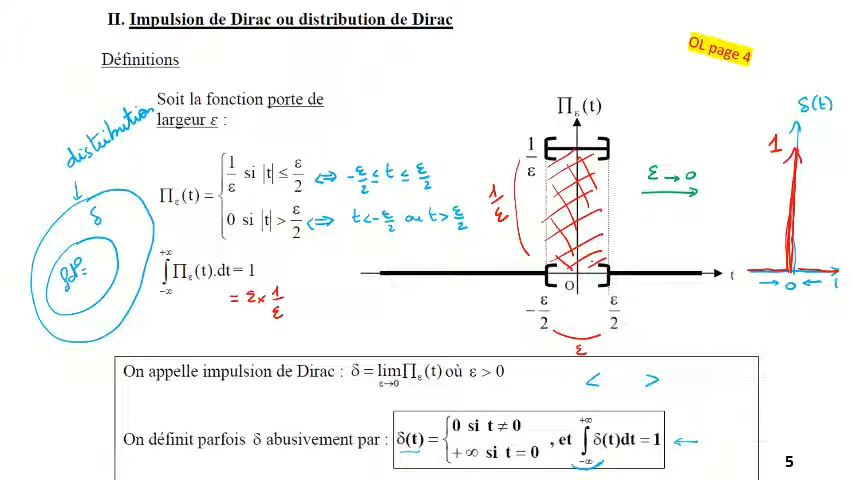 II. Impulsion de Dirac ou distribution de Dirac
OL page 4
Définitions
Soit la fonction porte de
largeur ε :
distribution
δ
fct°
Π_ε(t) = { 1/ε si |t| ≤ ε/2 ⇔ -ε/2 ≤ t ≤ ε/2
0 si |t| > ε/2 ⇔ t < -ε/2 ou t > ε/2
∫_{-∞}^{+∞} Π_ε(t).dt = 1
= ε × 1/ε
Π_ε(t)
1/ε
1/ε
O
t
-ε/2
ε/2
ε
ε → 0
δ(t)
1
→ 0 ←
On appelle impulsion de Dirac : δ = lim_{ε→0} Π_ε(t) où ε > 0
< >
On définit parfois δ abusivement par : δ(t) = { 0 si t ≠ 0
+∞ si t = 0 , et ∫_{-∞}^{+∞} δ(t)dt = 1 ←
5